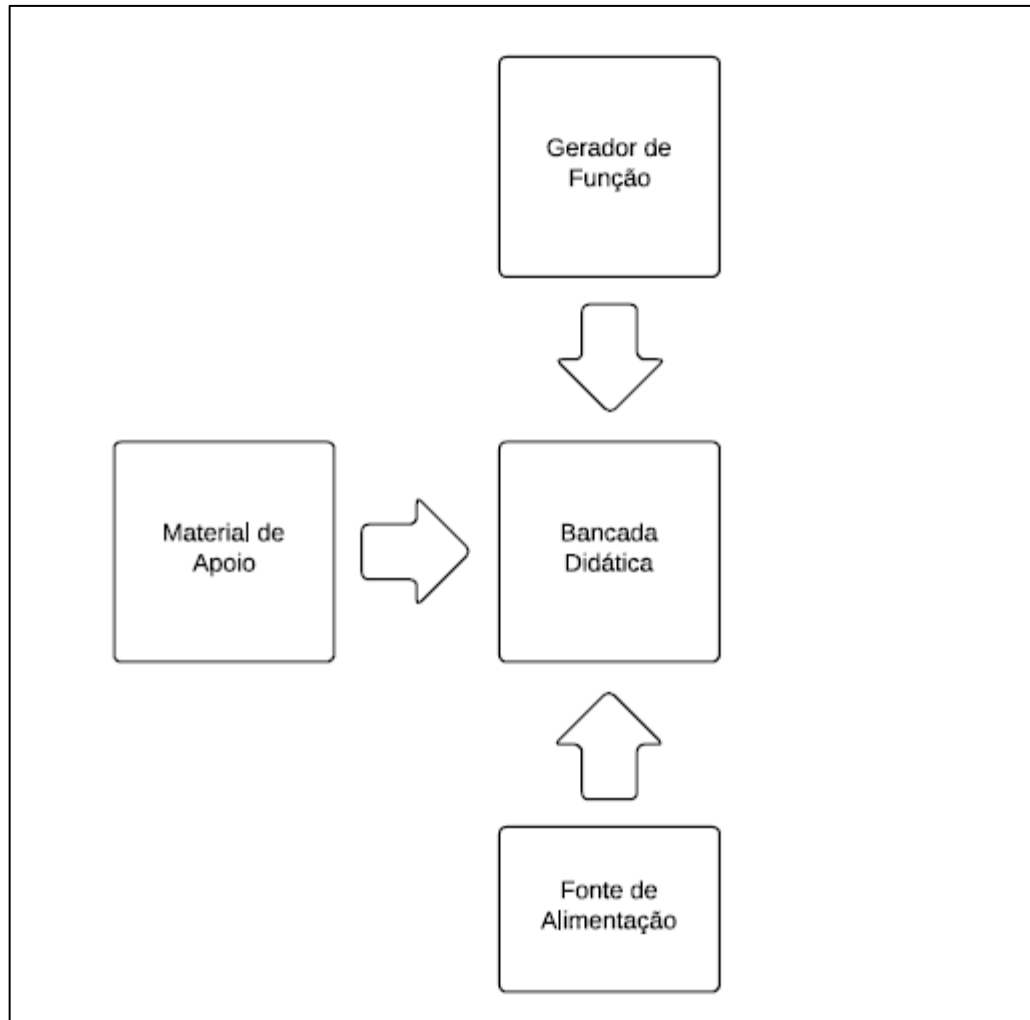 Gerador de
Função
Material de
Apoio
Bancada
Didática
Fonte de
Alimentação